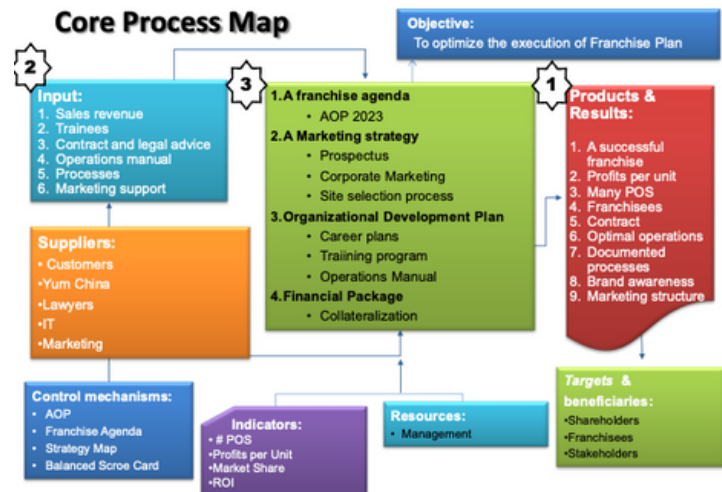 Core Process Map
Objective:
To optimize the execution of Franchise Plan
2
Input:
1. Sales revenue
2. Trainees
3. Contract and legal advice
4. Operations manual
5. Processes
6. Marketing support
3
1.A franchise agenda
• AOP 2023
2.A Marketing strategy
• Prospectus
• Corporate Marketing
• Site selection process
3.Organizational Development Plan
• Career plans
• Traiining program
• Operations Manual
4.Financial Package
• Collateralization
1
Products &
Results:
1. A successful
franchise
2. Profits per unit
3. Many POS
4. Franchisees
5. Contract
6. Optimal operations
7. Documented
processes
8. Brand awareness
9. Marketing structure
Suppliers:
• Customers
•Yum China
•Lawyers
•IT
•Marketing
Control mechanisms:
• AOP
• Franchise Agenda
• Strategy Map
• Balanced Scroe Card
Indicators:
• # POS
•Profits per Unit
•Market Share
•ROI
Resources:
• Management
Targets &
beneficiaries:
•Shareholders
•Franchisees
•Stakeholders